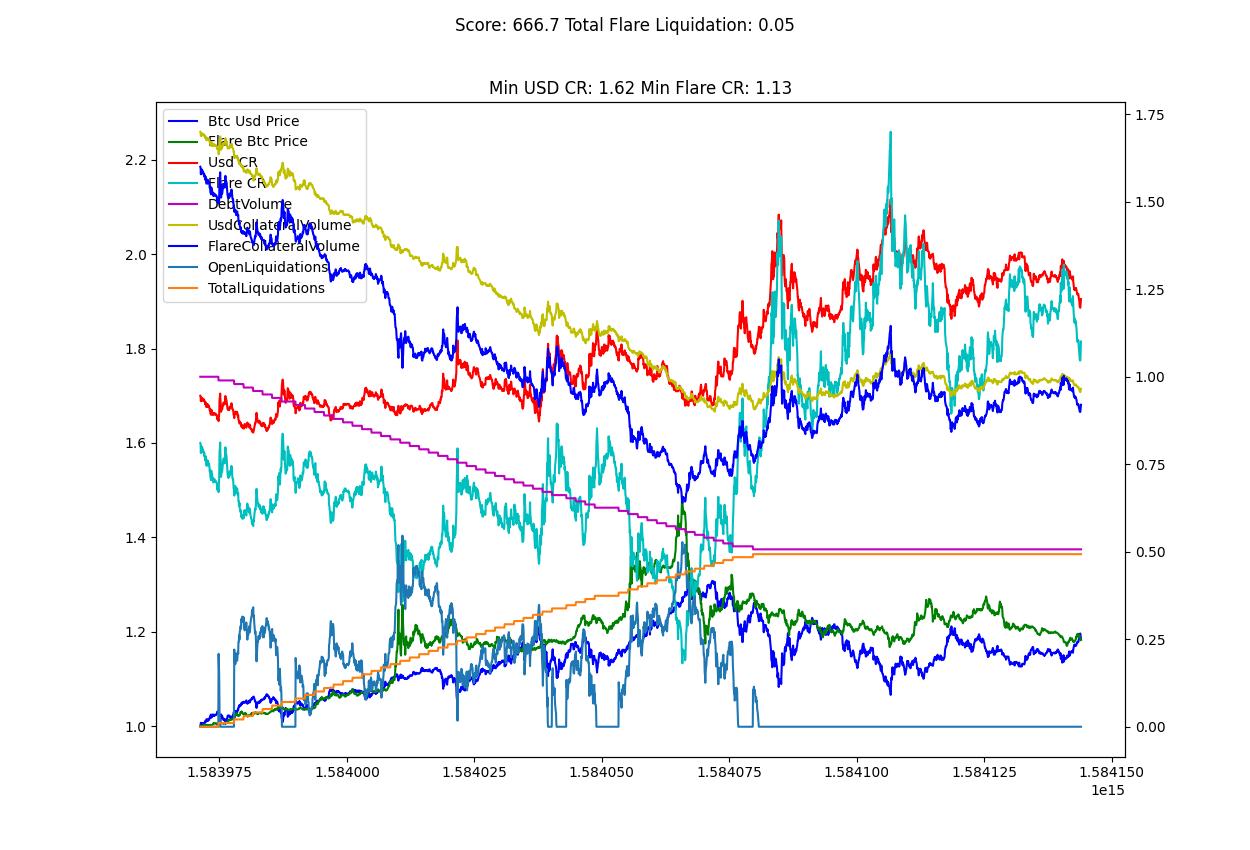 Score: 666.7 Total Flare Liquidation: 0.05
Min USD CR: 1.62 Min Flare CR: 1.13
Btc Usd Price
Flare Btc Price
Usd CR
Flare CR
DebtVolume
UsdCollateralVolume
FlareCollateralVolume
OpenLiquidations
TotalLiquidations
2.2
2.0
1.8
1.6
1.4
1.2
1.0
1.75
1.50
1.25
1.00
0.75
0.50
0.25
0.00
1.583975 1.584000 1.584025 1.584050 1.584075 1.584100 1.584125 1.584150
1e15